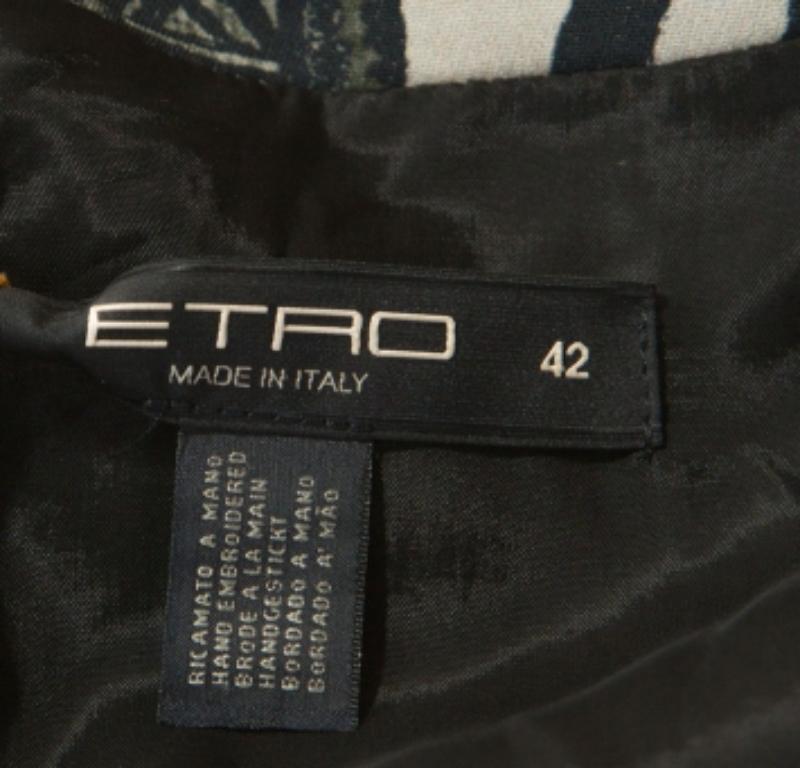 ETRO 42
MADE IN ITALY
RICAMATO A MANO
HAND EMBROIDERED
BRODE A LA MAIN
HANDGESTICKT
BORDADO A MANO
BORDADO A' MÃO